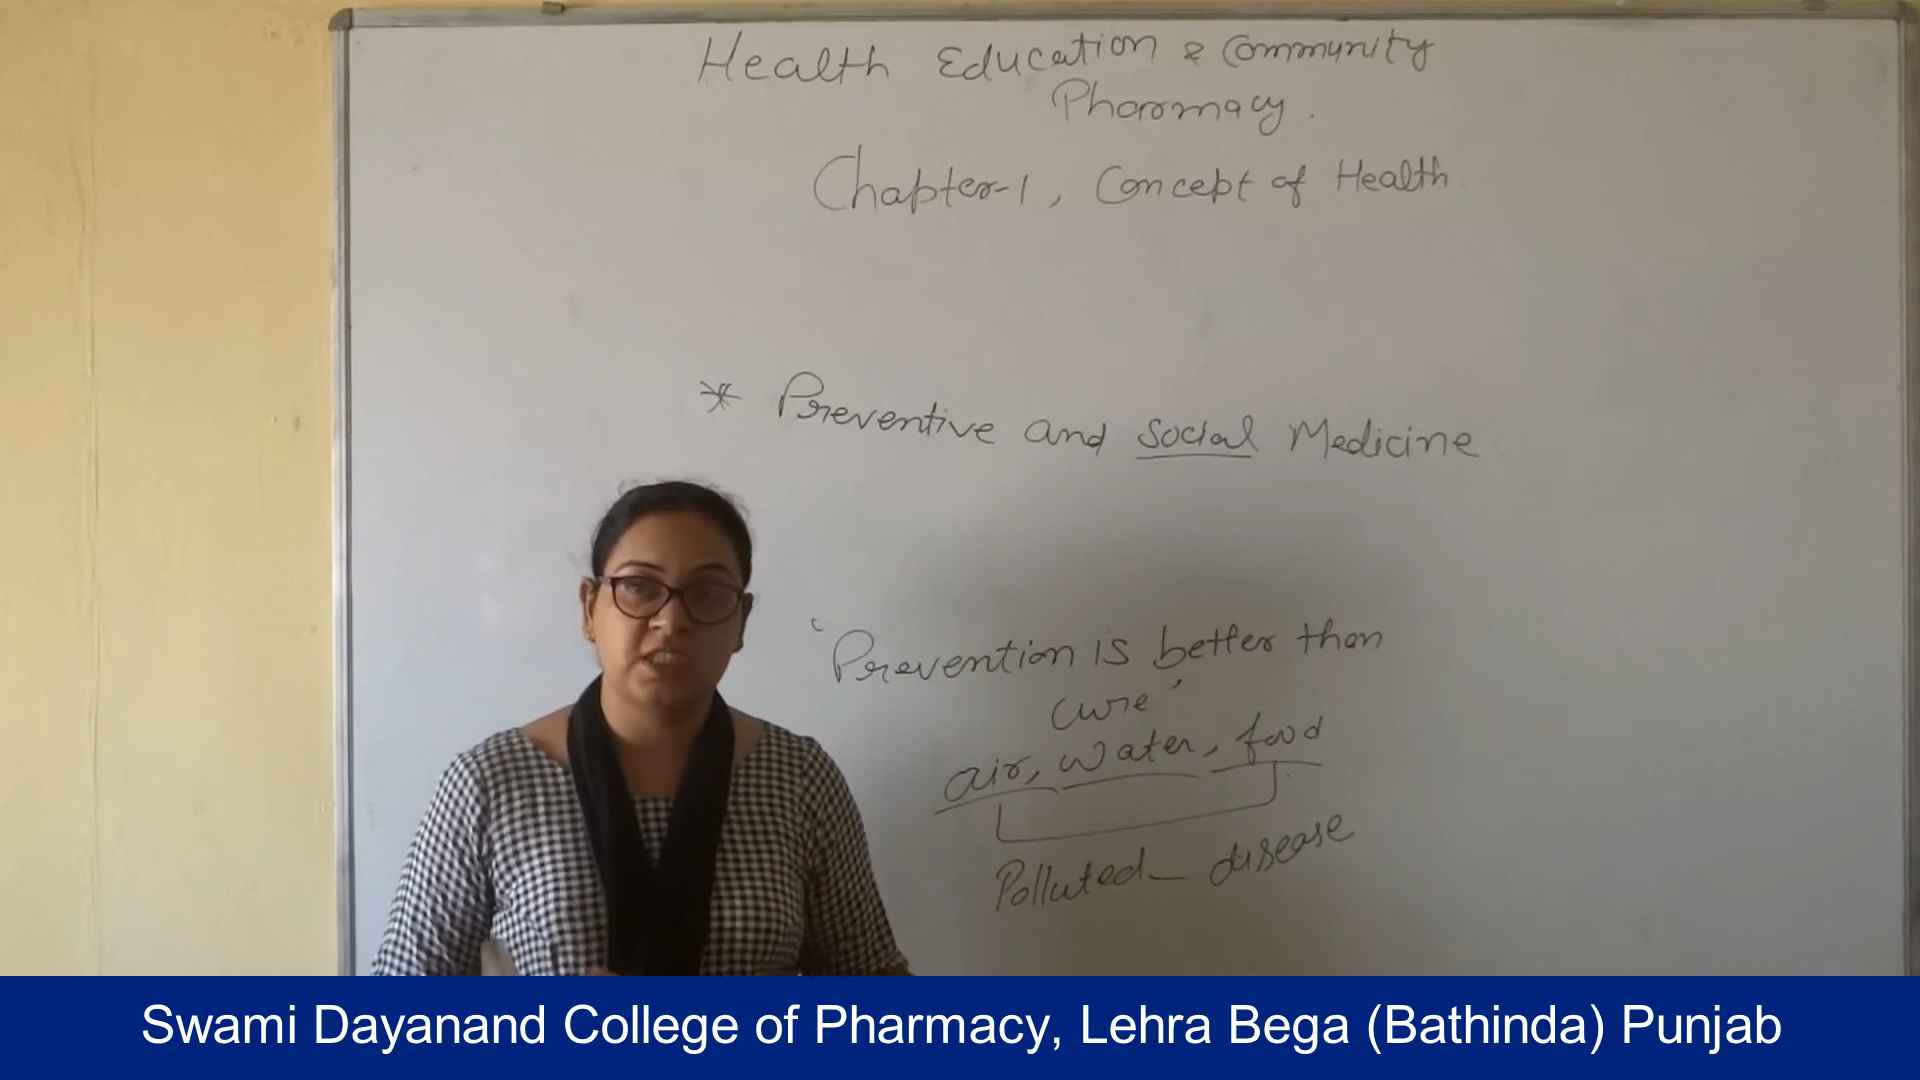 Health Education & Community
Pharmacy.
Chapter-1, Concept of Health
* Preventive and Social Medicine
'Prevention is better than
cure'
air, water, food
Polluted - disease
Swami Dayanand College of Pharmacy, Lehra Bega (Bathinda) Punjab